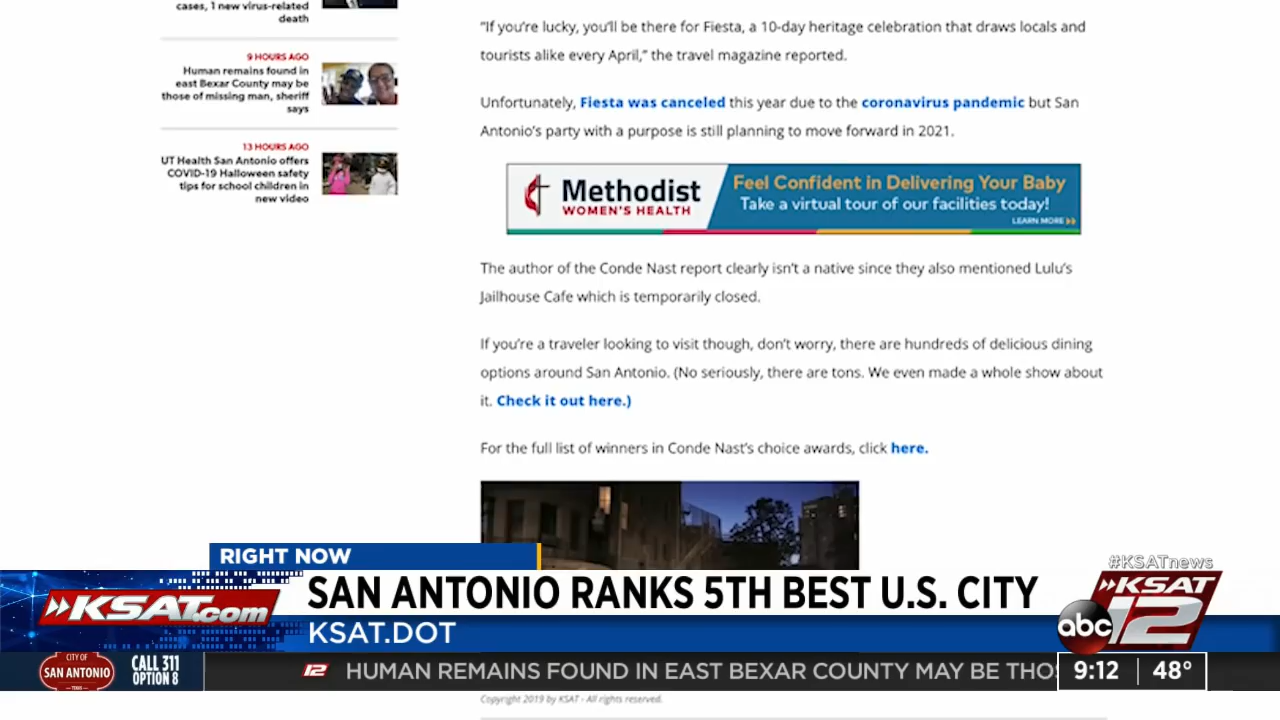 cases, 1 new virus-related
death
9 HOURS AGO
Human remains found in
east Bexar County may be
those of missing man, sheriff
says
13 HOURS AGO
UT Health San Antonio offers
COVID-19 Halloween safety
tips for school children in
new video
“If you’re lucky, you’ll be there for Fiesta, a 10-day heritage celebration that draws locals and
tourists alike every April,” the travel magazine reported.
Unfortunately, Fiesta was canceled this year due to the coronavirus pandemic but San
Antonio’s party with a purpose is still planning to move forward in 2021.
Methodist
WOMEN'S HEALTH
Feel Confident in Delivering Your Baby
Take a virtual tour of our facilities today!
LEARN MORE
The author of the Conde Nast report clearly isn’t a native since they also mentioned Lulu’s
Jailhouse Cafe which is temporarily closed.
If you’re a traveler looking to visit though, don’t worry, there are hundreds of delicious dining
options around San Antonio. (No seriously, there are tons. We even made a whole show about
it. Check it out here.)
For the full list of winners in Conde Nast’s choice awards, click here.
RIGHT NOW
#KSATnews
KSAT.com
SAN ANTONIO RANKS 5TH BEST U.S. CITY
KSAT.DOT
KSAT
abc 12
CITY OF
SAN ANTONIO
TEXAS
CALL 311
OPTION 8
12 HUMAN REMAINS FOUND IN EAST BEXAR COUNTY MAY BE THO
9:12 48°
Copyright 2019 by KSAT - All rights reserved.